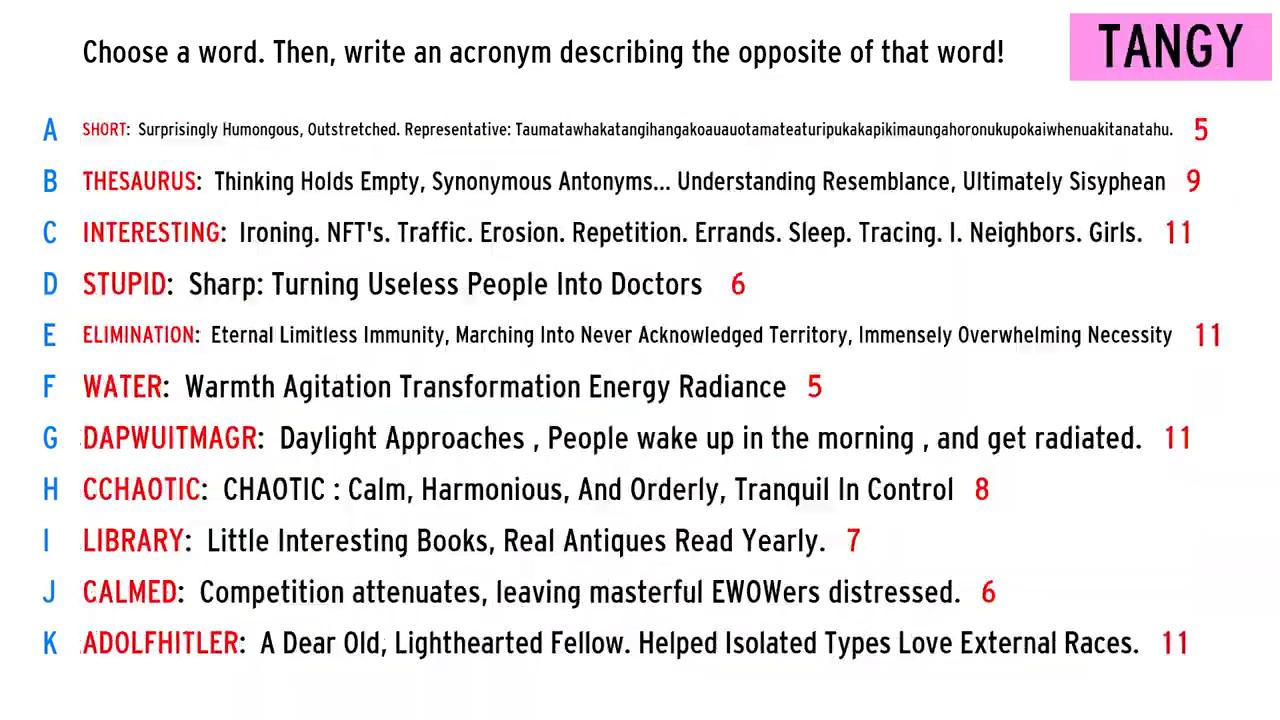 Choose a word. Then, write an acronym describing the opposite of that word!
TANGY
A SHORT: Surprisingly Humongous, Outstretched. Representative: Taumatawhakatangihangakoauauotamateaturipukakapikimaungahoronukupokaiwhenuakitanatahu. 5
B THESAURUS: Thinking Holds Empty, Synonymous Antonyms... Understanding Resemblance, Ultimately Sisyphean 9
C INTERESTING: Ironing. NFT's. Traffic. Erosion. Repetition. Errands. Sleep. Tracing. I. Neighbors. Girls. 11
D STUPID: Sharp: Turning Useless People Into Doctors 6
E ELIMINATION: Eternal Limitless Immunity, Marching Into Never Acknowledged Territory, Immensely Overwhelming Necessity 11
F WATER: Warmth Agitation Transformation Energy Radiance 5
G DAPWUITMAGR: Daylight Approaches , People wake up in the morning , and get radiated. 11
H CCHAOTIC: CHAOTIC : Calm, Harmonious, And Orderly, Tranquil In Control 8
I LIBRARY: Little Interesting Books, Real Antiques Read Yearly. 7
J CALMED: Competition attenuates, leaving masterful EWOWers distressed. 6
K ADOLFHITLER: A Dear Old, Lighthearted Fellow. Helped Isolated Types Love External Races. 11